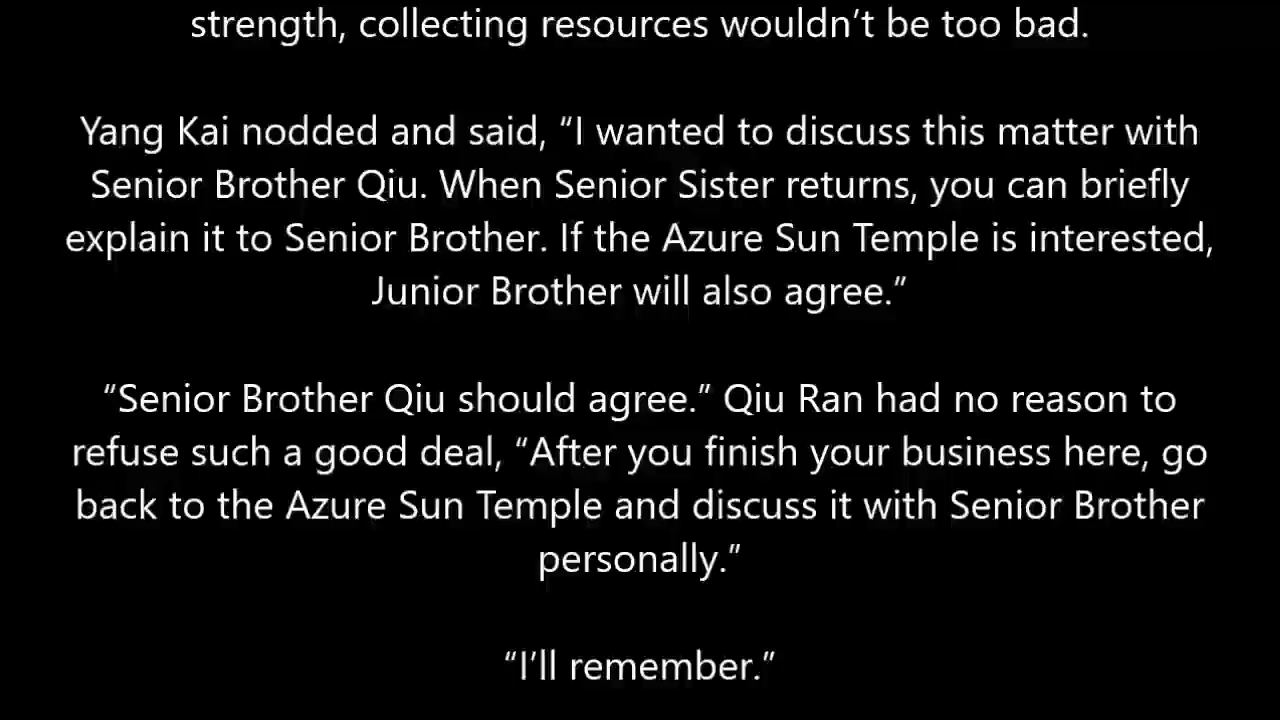 strength, collecting resources wouldn’t be too bad.
Yang Kai nodded and said, “I wanted to discuss this matter with
Senior Brother Qiu. When Senior Sister returns, you can briefly
explain it to Senior Brother. If the Azure Sun Temple is interested,
Junior Brother will also agree.”
“Senior Brother Qiu should agree.” Qiu Ran had no reason to
refuse such a good deal, “After you finish your business here, go
back to the Azure Sun Temple and discuss it with Senior Brother
personally.”
“I’ll remember.”